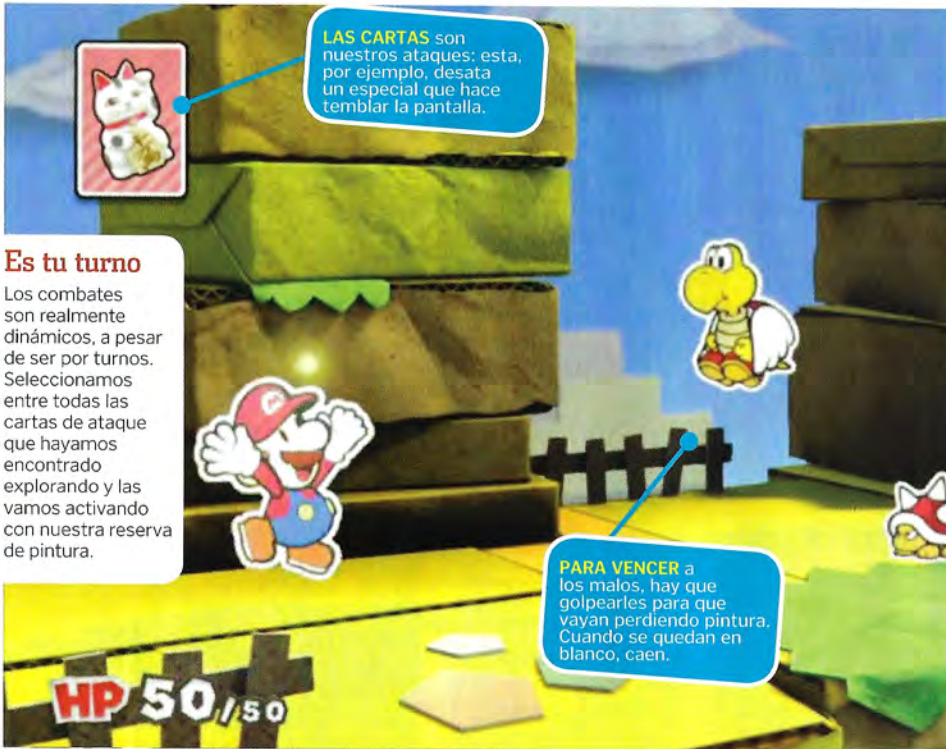 LAS CARTAS son
nuestros ataques: esta,
por ejemplo, desata
un especial que hace
temblar la pantalla.
Es tu turno
Los combates
son realmente
dinámicos, a pesar
de ser por turnos.
Seleccionamos
entre todas las
cartas de ataque
que hayamos
encontrado
explorando y las
vamos activando
con nuestra reserva
de pintura.
PARA VENCER a
los malos, hay que
golpearles para que
vayan perdiendo pintura.
Cuando se quedan en
blanco, caen.
HP 50/50